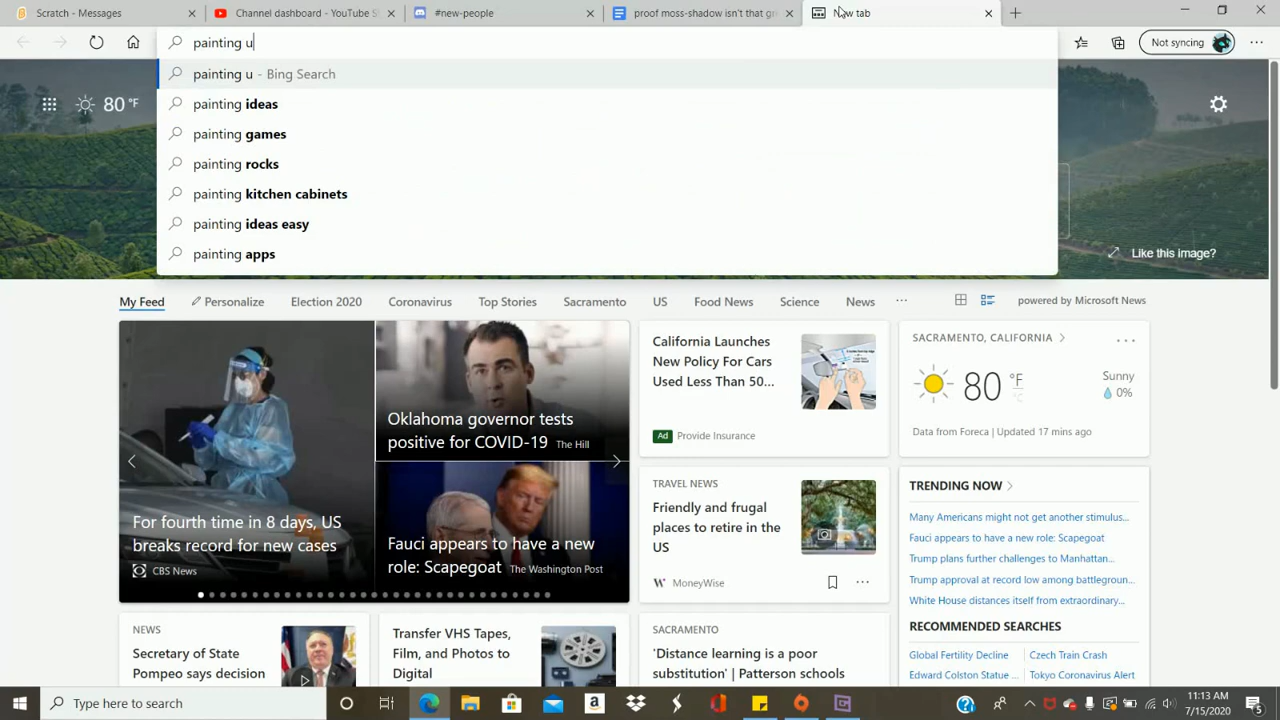 Scratch - Messages
Channel dashboard - YouTube S
#new-people
proof moss-shadow isn't that gr
New tab
painting u
Not syncing
painting u - Bing Search
painting ideas
painting games
painting rocks
painting kitchen cabinets
painting ideas easy
painting apps
80 °F
Like this image?
My Feed
Personalize
Election 2020
Coronavirus
Top Stories
Sacramento
US
Food News
Science
News
powered by Microsoft News
For fourth time in 8 days, US
breaks record for new cases
CBS News
Oklahoma governor tests
positive for COVID-19 The Hill
Fauci appears to have a new
role: Scapegoat The Washington Post
California Launches
New Policy For Cars
Used Less Than 50...
Ad Provide Insurance
TRAVEL NEWS
Friendly and frugal
places to retire in the
US
MoneyWise
SACRAMENTO, CALIFORNIA
80 °F
°C
Sunny
0%
Data from Foreca | Updated 17 mins ago
TRENDING NOW
Many Americans might not get another stimulus...
Fauci appears to have a new role: Scapegoat
Trump plans further challenges to Manhattan...
Trump approval at record low among battlegroun...
White House distances itself from extraordinary...
RECOMMENDED SEARCHES
Global Fertility Decline
Czech Train Crash
Edward Colston Statue ...
Tokyo Coronavirus Alert
NEWS
Secretary of State
Pompeo says decision
Transfer VHS Tapes,
Film, and Photos to
Digital
SACRAMENTO
'Distance learning is a poor
substitution' | Patterson schools
Type here to search
11:13 AM
7/15/2020
5